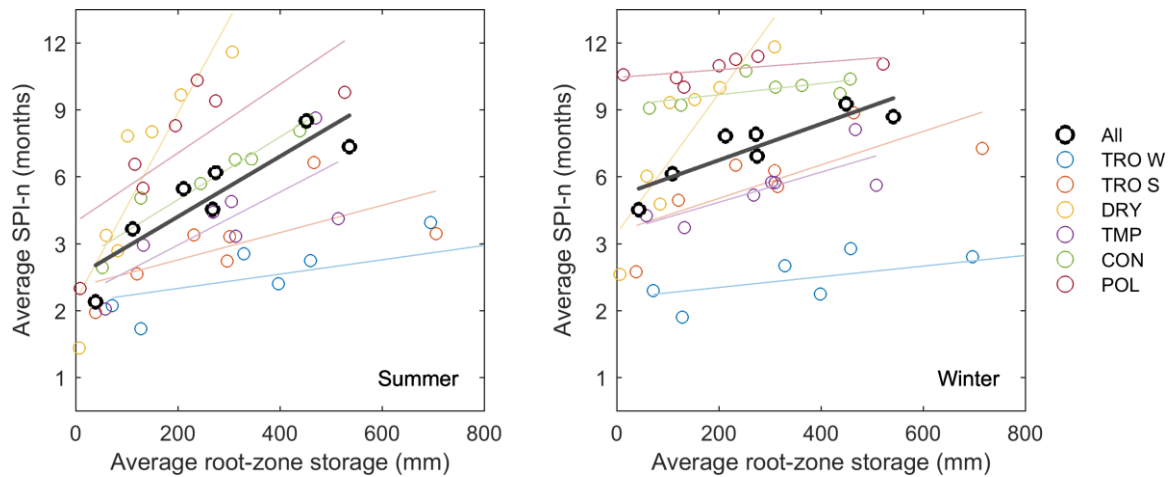 Average SPI-n (months)
12
9
6
3
2
1
Summer
0
200
400
600
800
Average root-zone storage (mm)
Average SPI-n (months)
12
9
6
3
2
1
Winter
0
200
400
600
800
Average root-zone storage (mm)
All
TRO W
TRO S
DRY
TMP
CON
POL